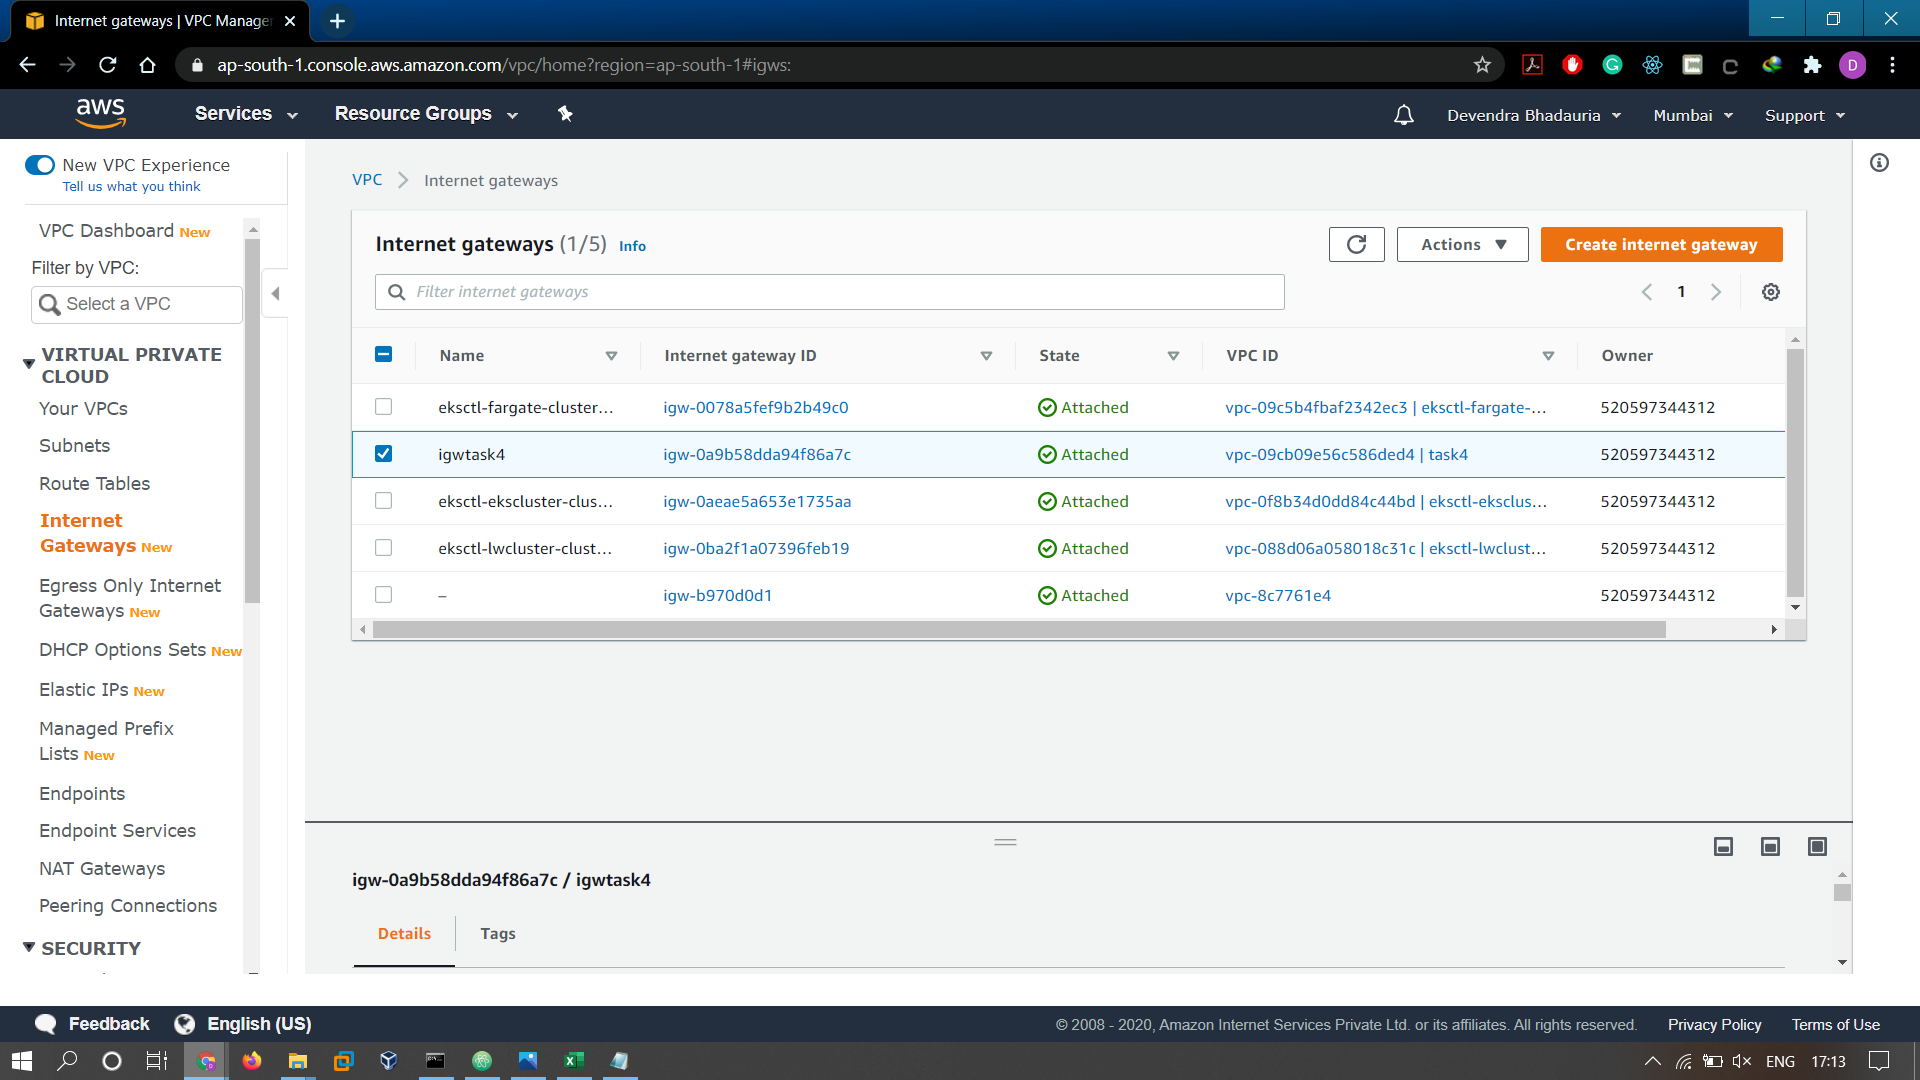 Internet gateways | VPC Manage
ap-south-1.console.aws.amazon.com/vpc/home?region=ap-south-1#igws:
D
aws
Services
Resource Groups
Devendra Bhadauria
Mumbai
Support
New VPC Experience
Tell us what you think
VPC Dashboard New
Filter by VPC:
Select a VPC
VIRTUAL PRIVATE
CLOUD
Your VPCs
Subnets
Route Tables
Internet
Gateways New
Egress Only Internet
Gateways New
DHCP Options Sets New
Elastic IPs New
Managed Prefix
Lists New
Endpoints
Endpoint Services
NAT Gateways
Peering Connections
SECURITY
VPC > Internet gateways
Internet gateways (1/5) Info
Actions
Create internet gateway
Filter internet gateways
1
Name Internet gateway ID State VPC ID Owner
eksctl-fargate-cluster... igw-0078a5fef9b2b49c0 Attached vpc-09c5b4fbaf2342ec3 | eksctl-fargate-... 520597344312
igwtask4 igw-0a9b58dda94f86a7c Attached vpc-09cb09e56c586ded4 | task4 520597344312
eksctl-ekscluster-clus... igw-0aeae5a653e1735aa Attached vpc-0f8b34d0dd84c44bd | eksctl-eksclus... 520597344312
eksctl-lwcluster-clust... igw-0ba2f1a07396feb19 Attached vpc-088d06a058018c31c | eksctl-lwclust... 520597344312
– igw-b970d0d1 Attached vpc-8c7761e4 520597344312
igw-0a9b58dda94f86a7c / igwtask4
Details
Tags
Feedback
English (US)
© 2008 - 2020, Amazon Internet Services Private Ltd. or its affiliates. All rights reserved.
Privacy Policy
Terms of Use
ENG
17:13